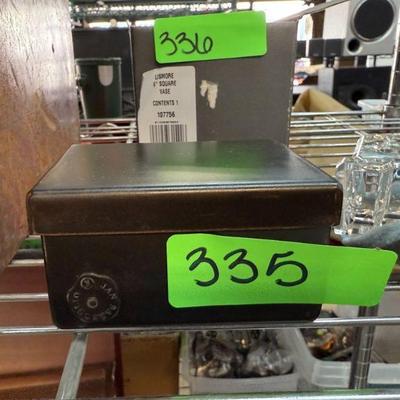 336
LISMORE
6" SQUARE
VASE
CONTENTS 1
107756
335